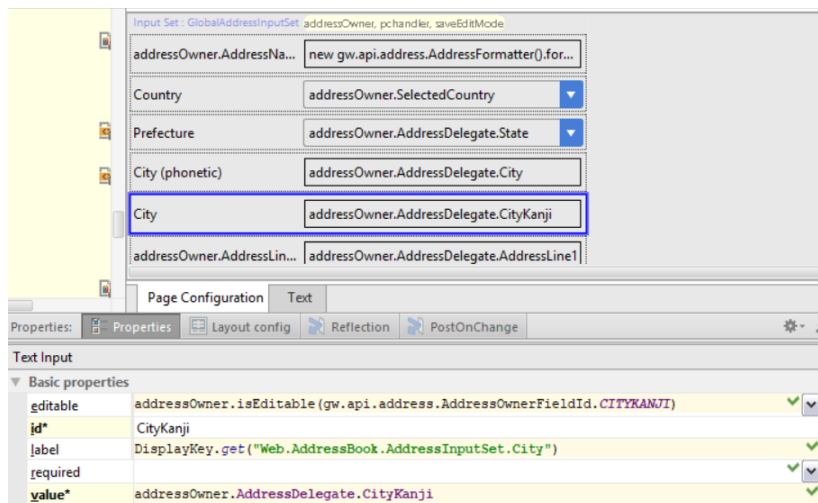 Input Set : GlobalAddressInputSet addressOwner, pchandler, saveEditMode
addressOwner.AddressNa... new gw.api.address.AddressFormatter().for...
Country addressOwner.SelectedCountry
Prefecture addressOwner.AddressDelegate.State
City (phonetic) addressOwner.AddressDelegate.City
City addressOwner.AddressDelegate.CityKanji
addressOwner.AddressLin... addressOwner.AddressDelegate.AddressLine1
Page Configuration Text
Properties: Properties Layout config Reflection PostOnChange
Text Input
Basic properties
editable addressOwner.isEditable(gw.api.address.AddressOwnerFieldId.CITYKANJI)
id* CityKanji
label DisplayKey.get("Web.AddressBook.AddressInputSet.City")
required
value* addressOwner.AddressDelegate.CityKanji